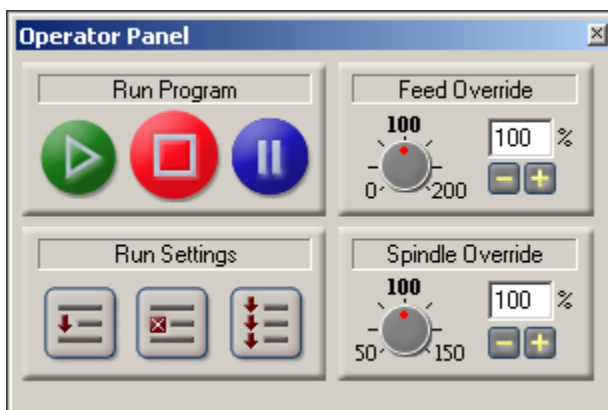 Operator Panel
Run Program
Feed Override
100
100 %
0 200
Run Settings
Spindle Override
100
100 %
50 150